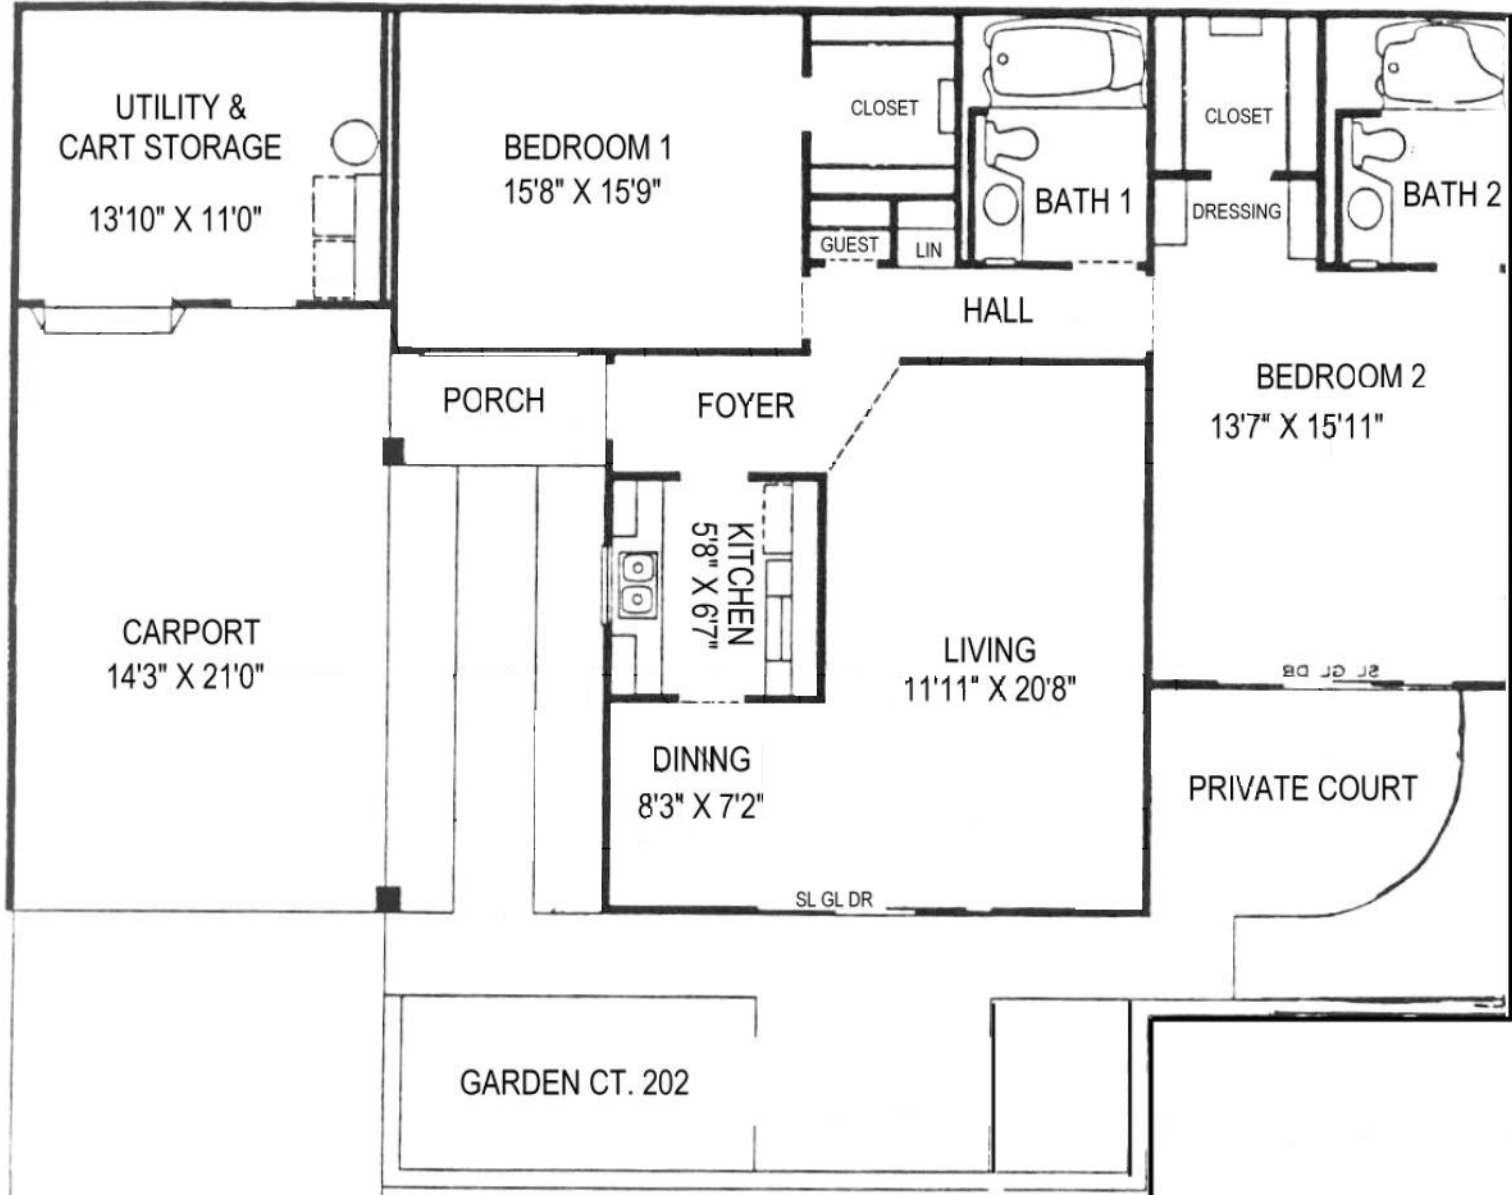 UTILITY &
CART STORAGE
13'10" X 11'0"
BEDROOM 1
15'8" X 15'9"
CLOSET
GUEST
LIN
BATH 1
CLOSET
DRESSING
BATH 2
HALL
PORCH
FOYER
BEDROOM 2
13'7" X 15'11"
KITCHEN
5'8" X 6'7"
CARPORT
14'3" X 21'0"
LIVING
11'11" X 20'8"
SL GL DR
DINING
8'3" X 7'2"
PRIVATE COURT
SL GL DR
GARDEN CT. 202